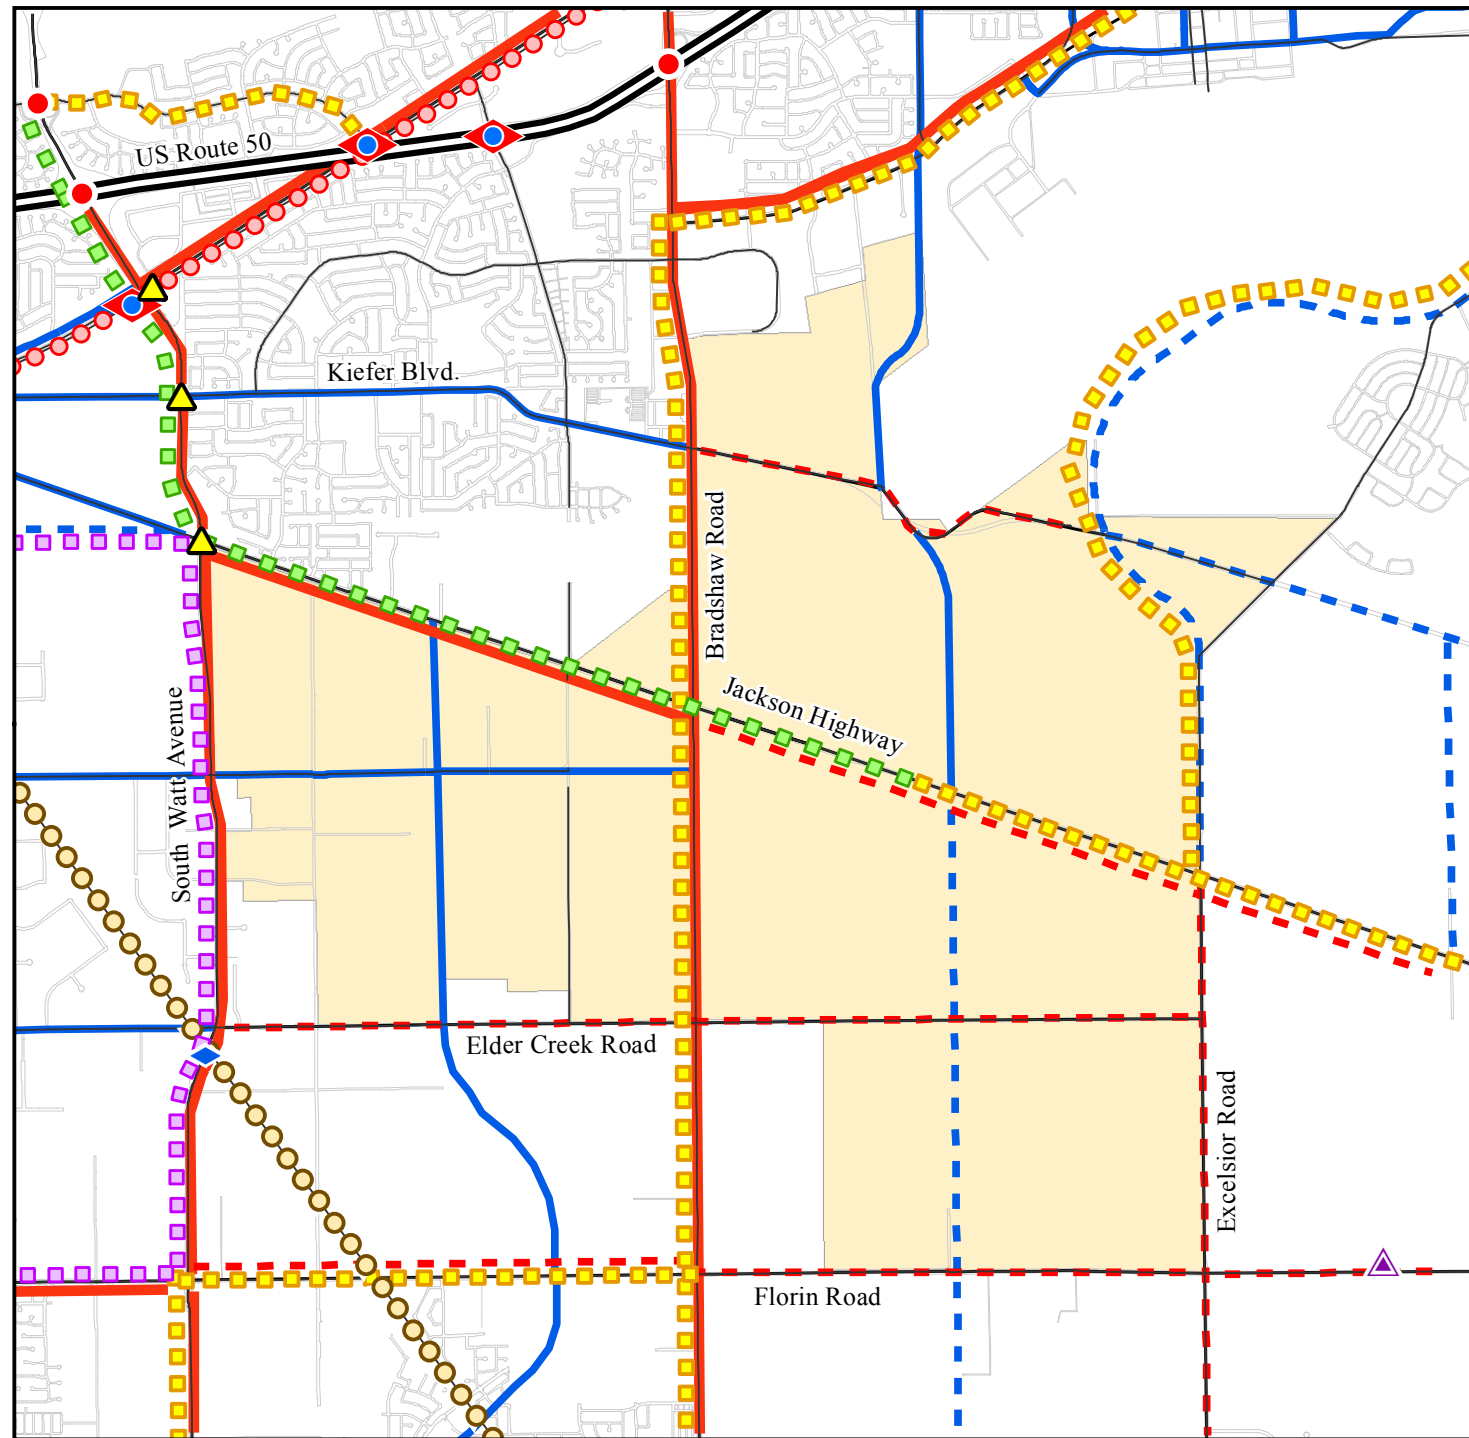 US Route 50
Kiefer Blvd.
Bradshaw Road
Jackson Highway
South Watt Avenue
Elder Creek Road
Excelsior Road
Florin Road